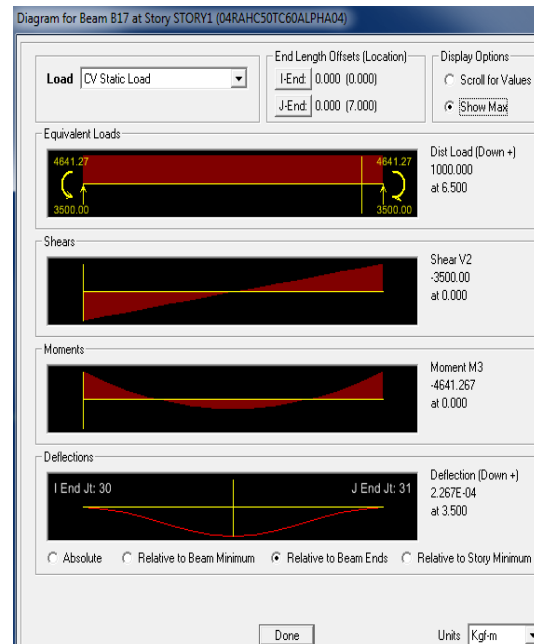 Diagram for Beam B17 at Story STORY1 (04RAHC50TC60ALPHA04)
Load CV Static Load
End Length Offsets (Location)
I-End: 0.000 (0.000)
J-End: 0.000 (7.000)
Display Options
Scroll for Values
Show Max
Equivalent Loads
4641.27 4641.27
3500.00 3500.00
Dist Load (Down +)
1000.000
at 6.500
Shears
Shear V2
-3500.00
at 0.000
Moments
Moment M3
-4641.267
at 0.000
Deflections
I End Jt: 30 J End Jt: 31
Deflection (Down +)
2.267E-04
at 3.500
Absolute Relative to Beam Minimum Relative to Beam Ends Relative to Story Minimum
Done Units Kgf-m